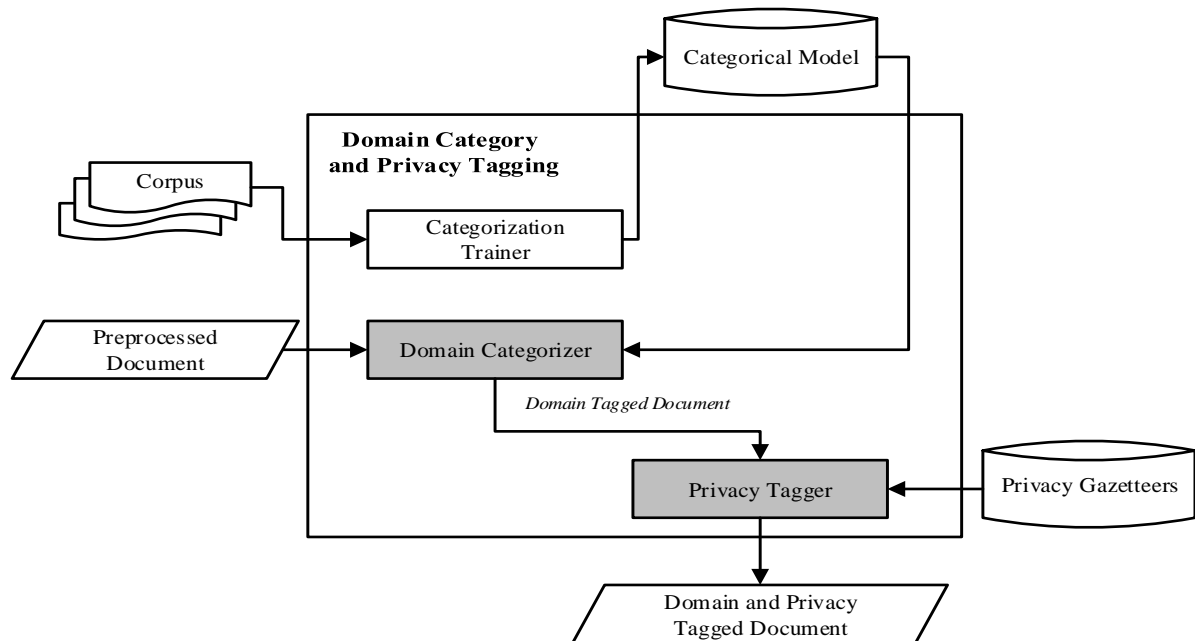 Categorical Model
Domain Category
and Privacy Tagging
Corpus
Categorization
Trainer
Preprocessed
Document
Domain Categorizer
Domain Tagged Document
Privacy Tagger
Privacy Gazetteers
Domain and Privacy
Tagged Document